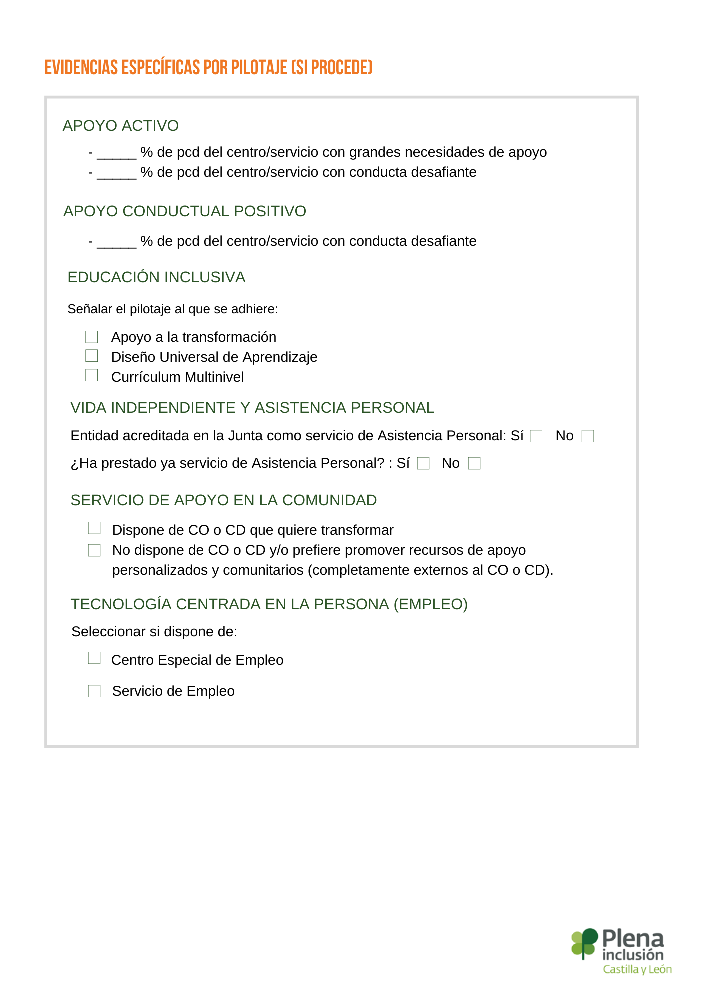 EVIDENCIAS ESPECÍFICAS POR PILOTAJE (SI PROCEDE)
APOYO ACTIVO
- _____ % de pcd del centro/servicio con grandes necesidades de apoyo
- _____ % de pcd del centro/servicio con conducta desafiante
APOYO CONDUCTUAL POSITIVO
- _____ % de pcd del centro/servicio con conducta desafiante
EDUCACIÓN INCLUSIVA
Señalar el pilotaje al que se adhiere:
Apoyo a la transformación
Diseño Universal de Aprendizaje
Currículum Multinivel
VIDA INDEPENDIENTE Y ASISTENCIA PERSONAL
Entidad acreditada en la Junta como servicio de Asistencia Personal: Sí No
¿Ha prestado ya servicio de Asistencia Personal? : Sí No
SERVICIO DE APOYO EN LA COMUNIDAD
Dispone de CO o CD que quiere transformar
No dispone de CO o CD y/o prefiere promover recursos de apoyo
personalizados y comunitarios (completamente externos al CO o CD).
TECNOLOGÍA CENTRADA EN LA PERSONA (EMPLEO)
Seleccionar si dispone de:
Centro Especial de Empleo
Servicio de Empleo
Plena
inclusión
Castilla y León